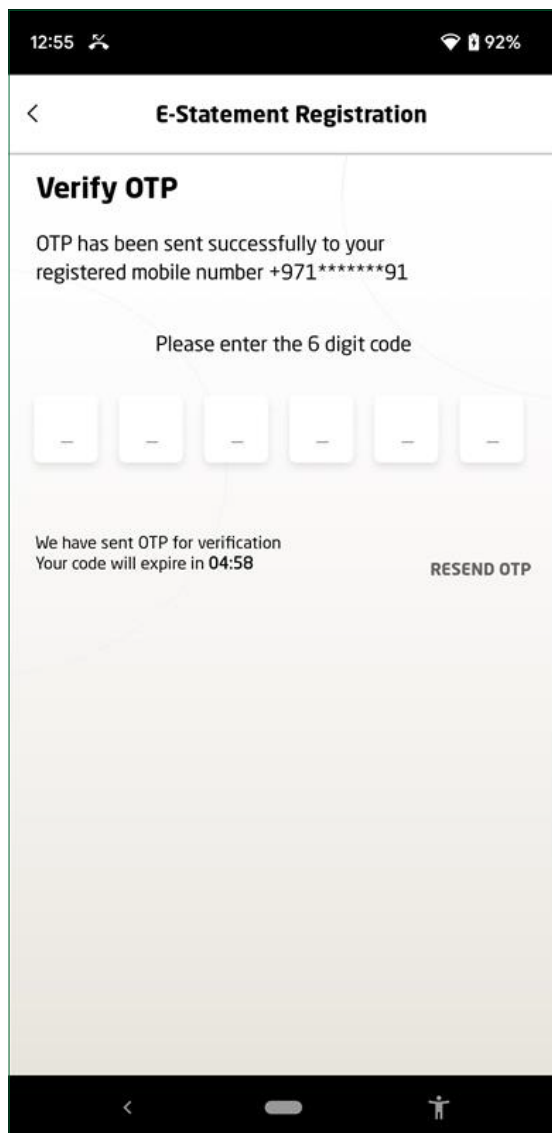 12:55 92%
E-Statement Registration
Verify OTP
OTP has been sent successfully to your
registered mobile number +971*******91
Please enter the 6 digit code
_ _ _ _ _ _
We have sent OTP for verification
Your code will expire in 04:58
RESEND OTP